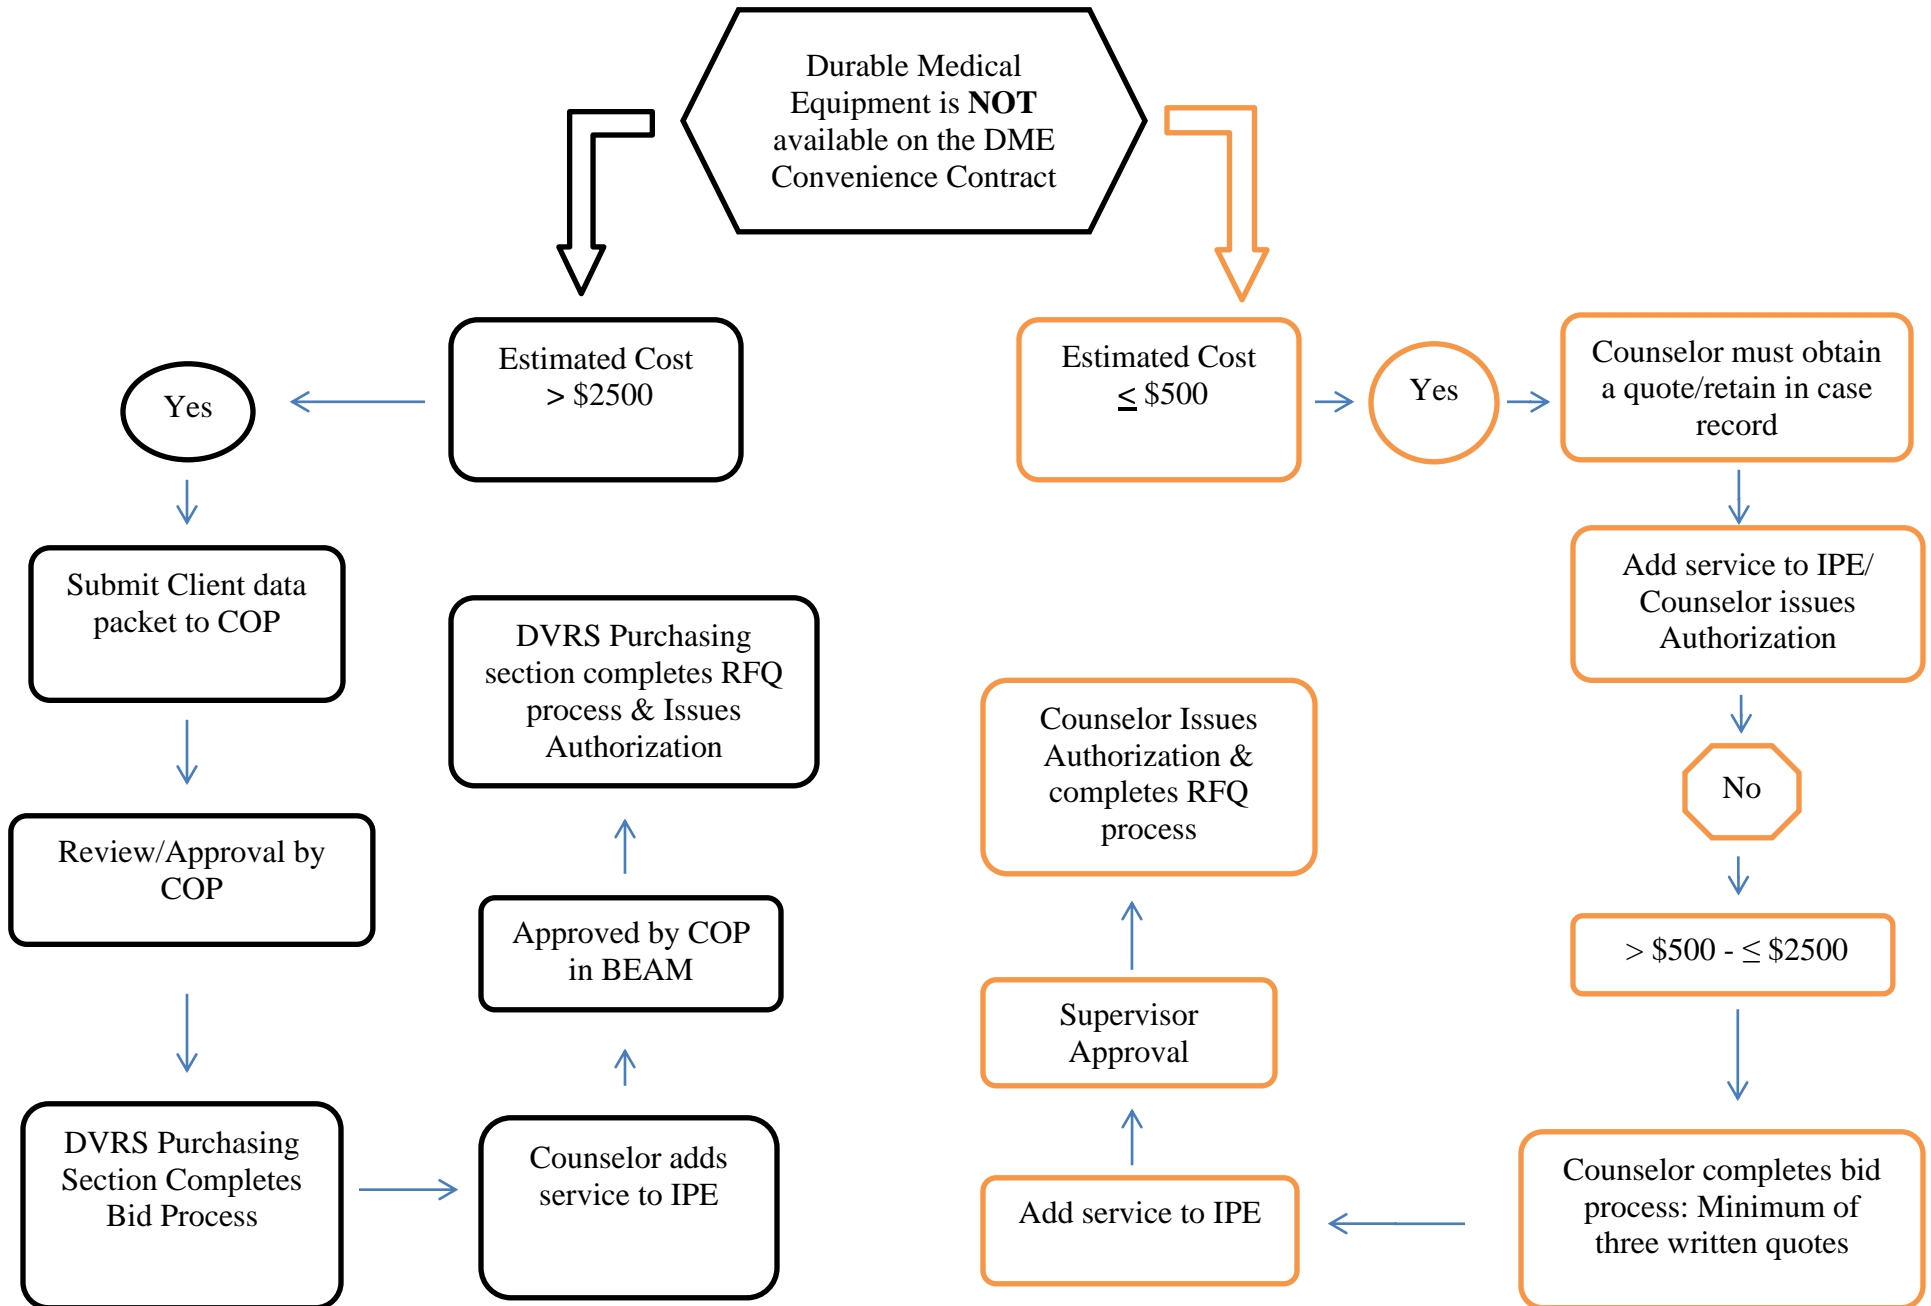 Durable Medical
Equipment is NOT
available on the DME
Convenience Contract
Yes
Estimated Cost
> $2500
Estimated Cost
≤ $500
Yes
Counselor must obtain
a quote/retain in case
record
Submit Client data
packet to COP
DVRS Purchasing
section completes RFQ
process & Issues
Authorization
Add service to IPE/
Counselor issues
Authorization
Counselor Issues
Authorization &
completes RFQ
process
No
Review/Approval by
COP
Approved by COP
in BEAM
> $500 - ≤ $2500
Supervisor
Approval
DVRS Purchasing
Section Completes
Bid Process
Counselor adds
service to IPE
Add service to IPE
Counselor completes bid
process: Minimum of
three written quotes